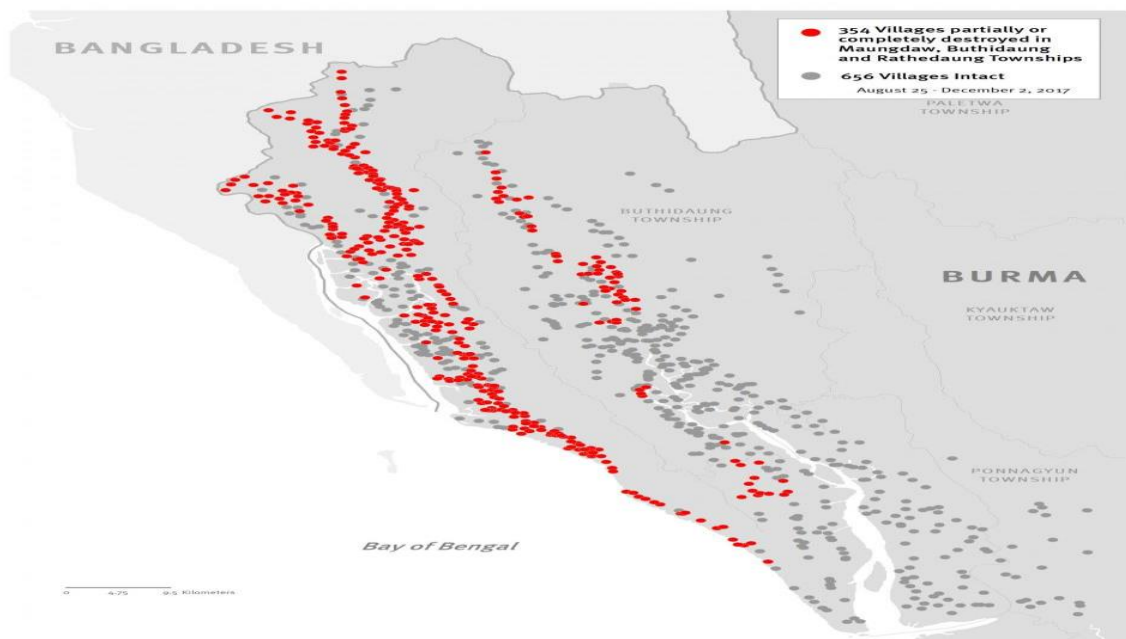 BANGLADESH
354 Villages partially or
completely destroyed in
Maungdaw, Buthidaung
and Rathedaung Townships
656 Villages Intact
August 25 - December 2, 2017
PALETWA
TOWNSHIP
BUTHIDAUNG
TOWNSHIP
BURMA
KYAUKTAW
TOWNSHIP
PONNAGYUN
TOWNSHIP
Bay of Bengal
0 4.75 9.5 Kilometers